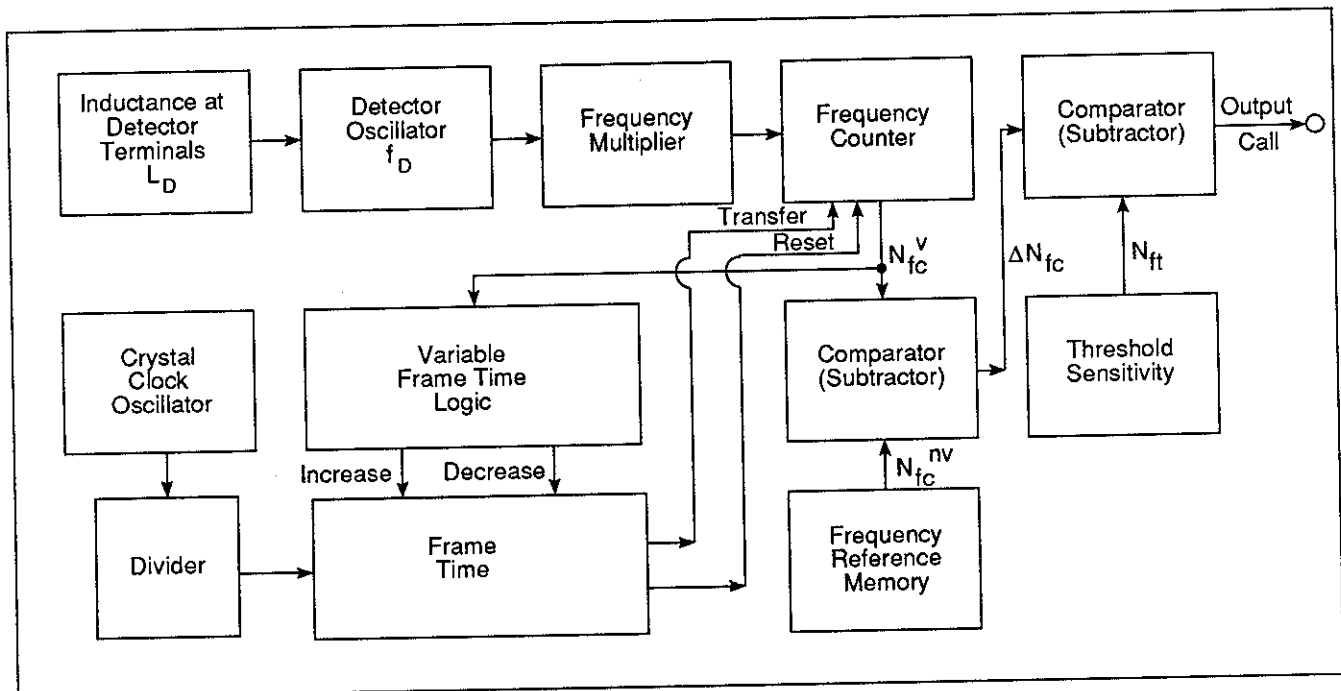 Inductance at
Detector
Terminals
L_D
Detector
Oscillator
f_D
Frequency
Multiplier
Frequency
Counter
Comparator
(Subtractor)
Output
Call
Transfer
Reset
N_fc^v
ΔN_fc
N_ft
Crystal
Clock
Oscillator
Variable
Frame Time
Logic
Comparator
(Subtractor)
Threshold
Sensitivity
Increase
Decrease
N_fc^nv
Divider
Frame
Time
Frequency
Reference
Memory